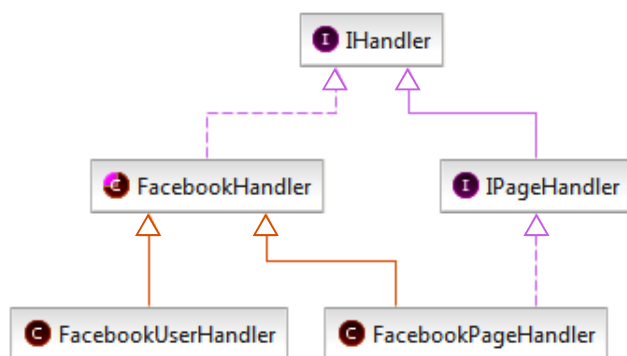 I IHandler
C FacebookHandler
I IPageHandler
C FacebookUserHandler
C FacebookPageHandler